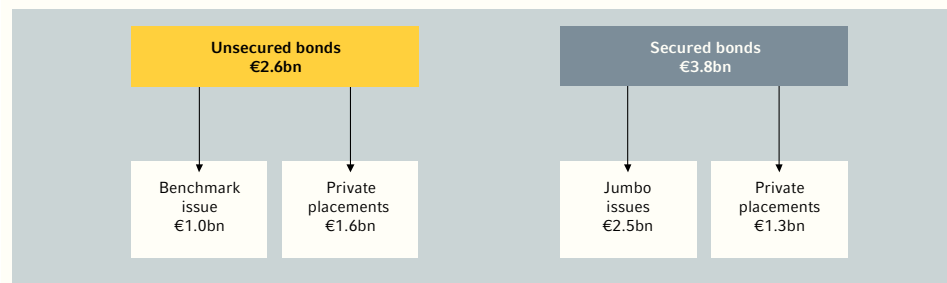 Unsecured bonds
€2.6bn
Secured bonds
€3.8bn
Benchmark
issue
€1.0bn
Private
placements
€1.6bn
Jumbo
issues
€2.5bn
Private
placements
€1.3bn